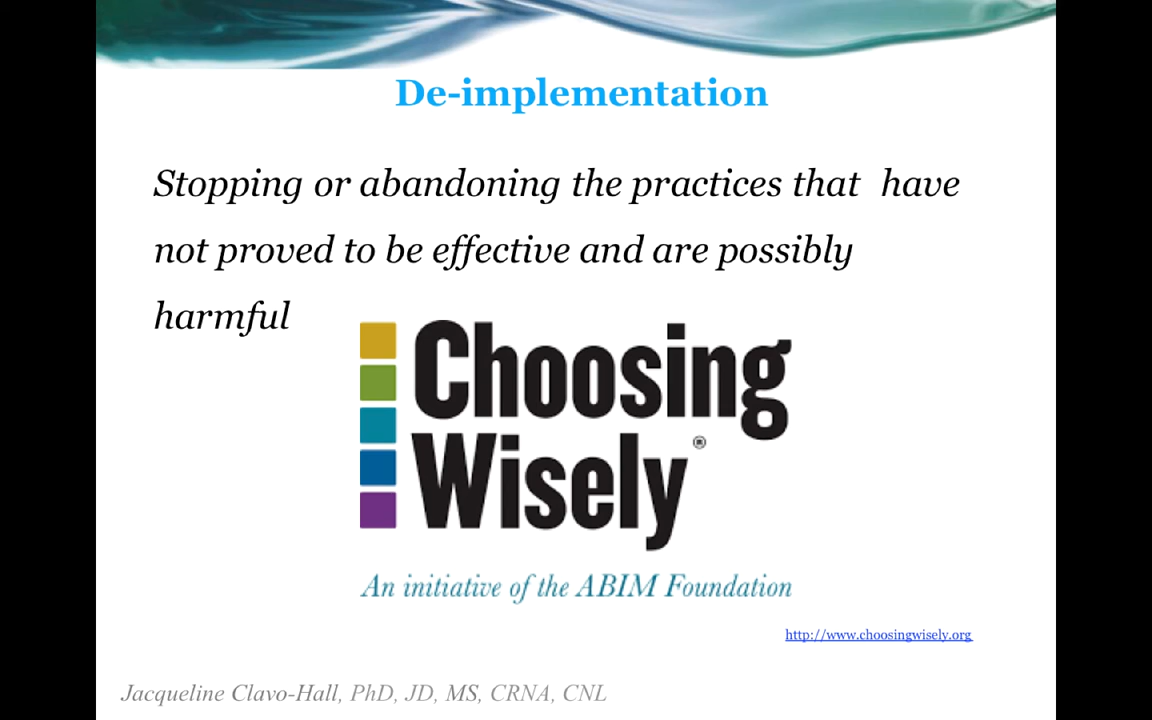 De-implementation
Stopping or abandoning the practices that have
not proved to be effective and are possibly
harmful
Choosing
Wisely®
An initiative of the ABIM Foundation
http://www.choosingwisely.org
Jacqueline Clavo-Hall, PhD, JD, MS, CRNA, CNL